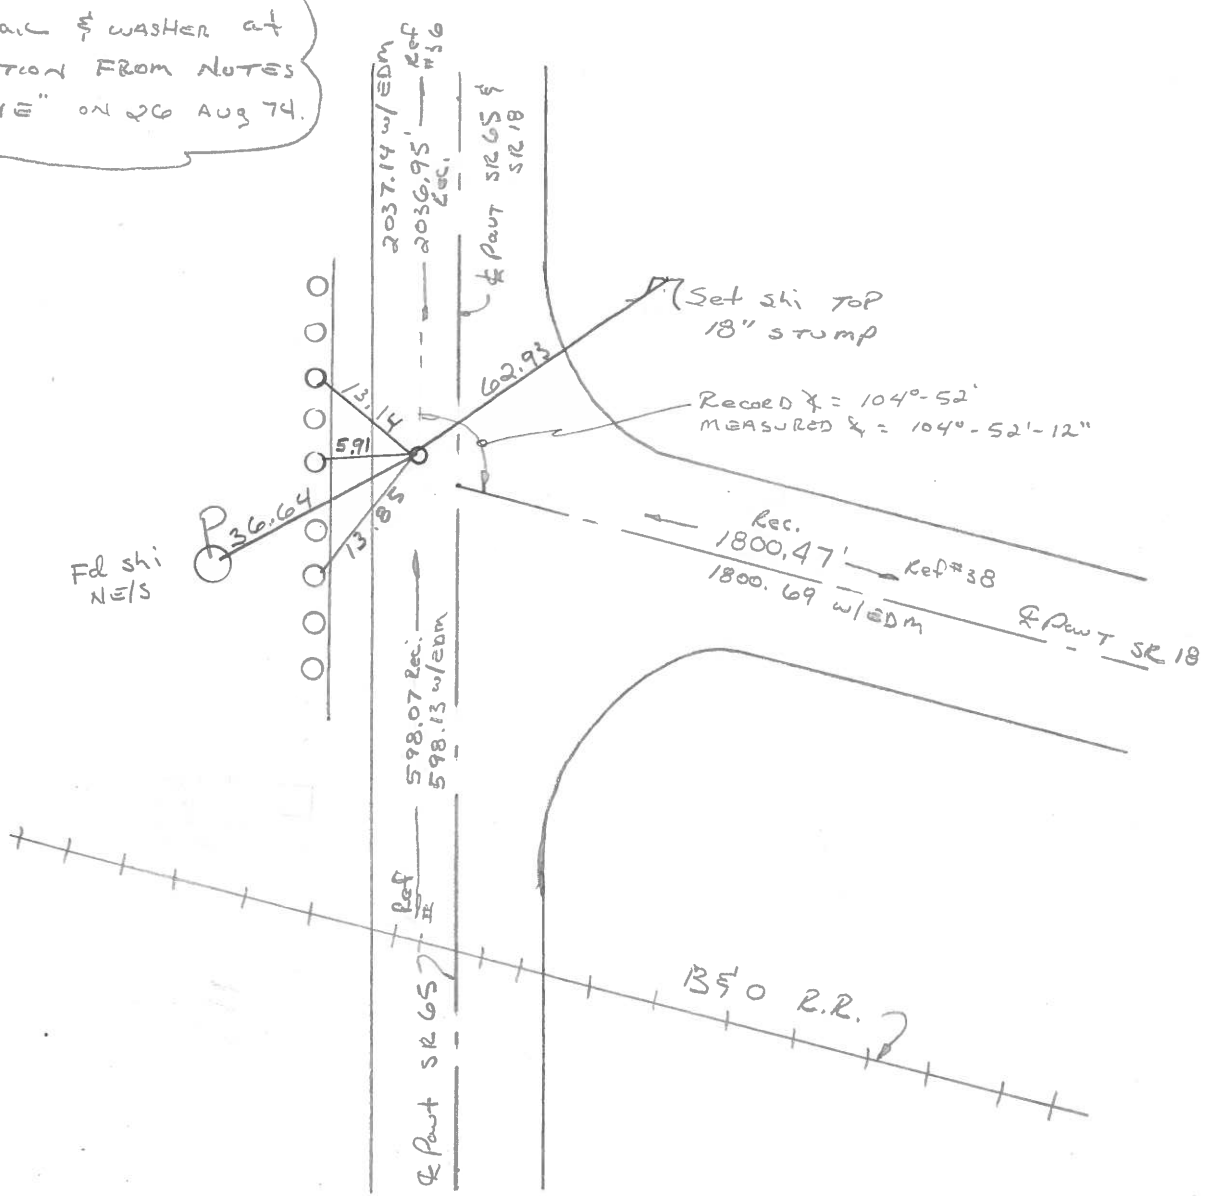 & WASHER at
FROM NOTES
ON 26 AUG 74.
2037.14 w/EDM
2036.95' Rec.
Ref #36
℄ Pavt SR 65 &
SR 18
Set shi TOP
18" STUMP
62.93
RECORD ∡ = 104°-52'
MEASURED ∡ = 104°-52'-12"
13.14
5.91
36.64
13.85
P
Fd shi
NE/S
Rec.
1800.47'
Ref #38
1800.69 w/EDM
℄ PAVT SR 18
598.07 Rec.
598.13 w/EDM
Ref
℄ Pavt SR 65
B&O R.R.